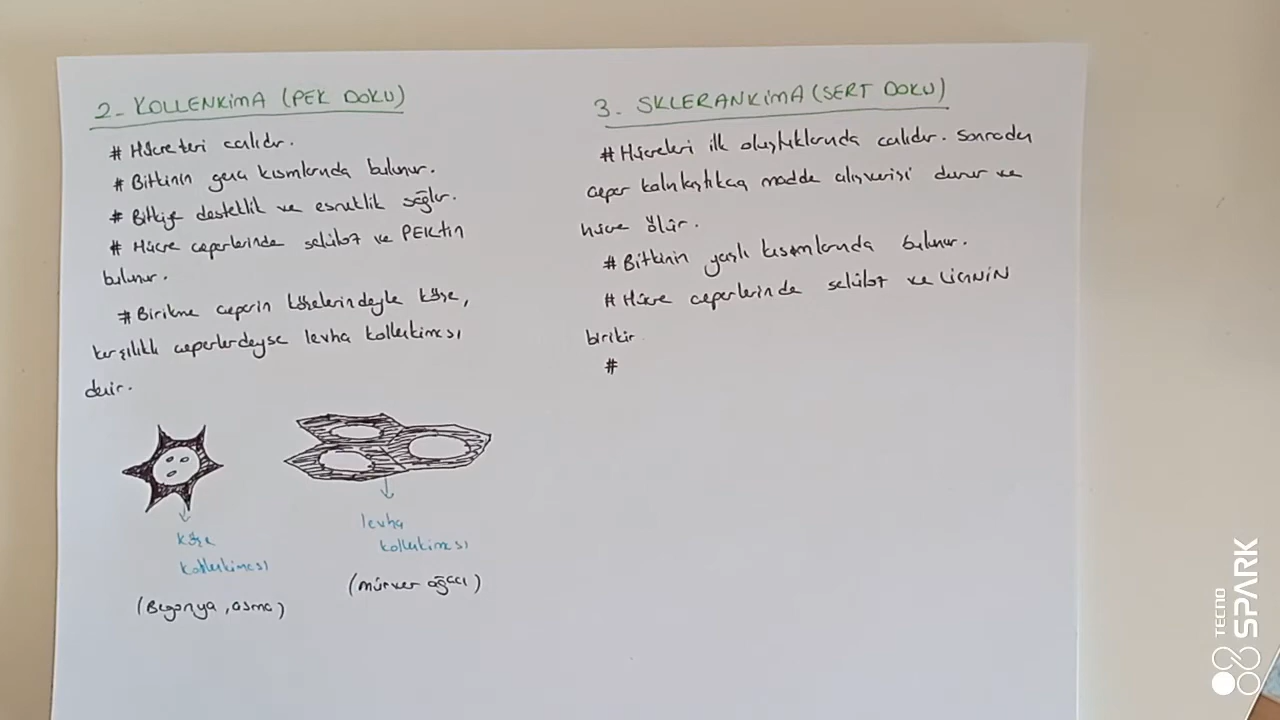 2- KOLLENKİMA (PEK DOKU)
# Hücreleri canlıdır.
# Bitkinin genç kısımlarında bulunur.
# Bitkiye desteklik ve esneklik sağlar.
# Hücre çeperlerinde selüloz ve PEKtin
bulunur.
# Birikme çeperin köşelerindeyle köşe,
karşılıklı çeperlerdeyse levha kollenkiması
denir.
köşe
kollenkiması
(Begonya, asma)
levha
kollenkiması
(mürver ağacı)
3. SKLERANKİMA (SERT DOKU)
# Hücreleri ilk oluştuklarında canlıdır. Sonradan
çeper kalınlaştıkça madde alışverişi durur ve
hücre ölür.
# Bitkinin yaşlı kısımlarında bulunur.
# Hücre çeperlerinde selüloz ve LİGNİN
birikir.
#
TECNO
SPARK